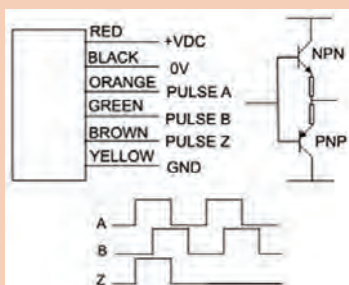 RED +VDC
BLACK 0V
ORANGE PULSE A
GREEN PULSE B
BROWN PULSE Z
YELLOW GND
NPN
PNP
A
B
Z